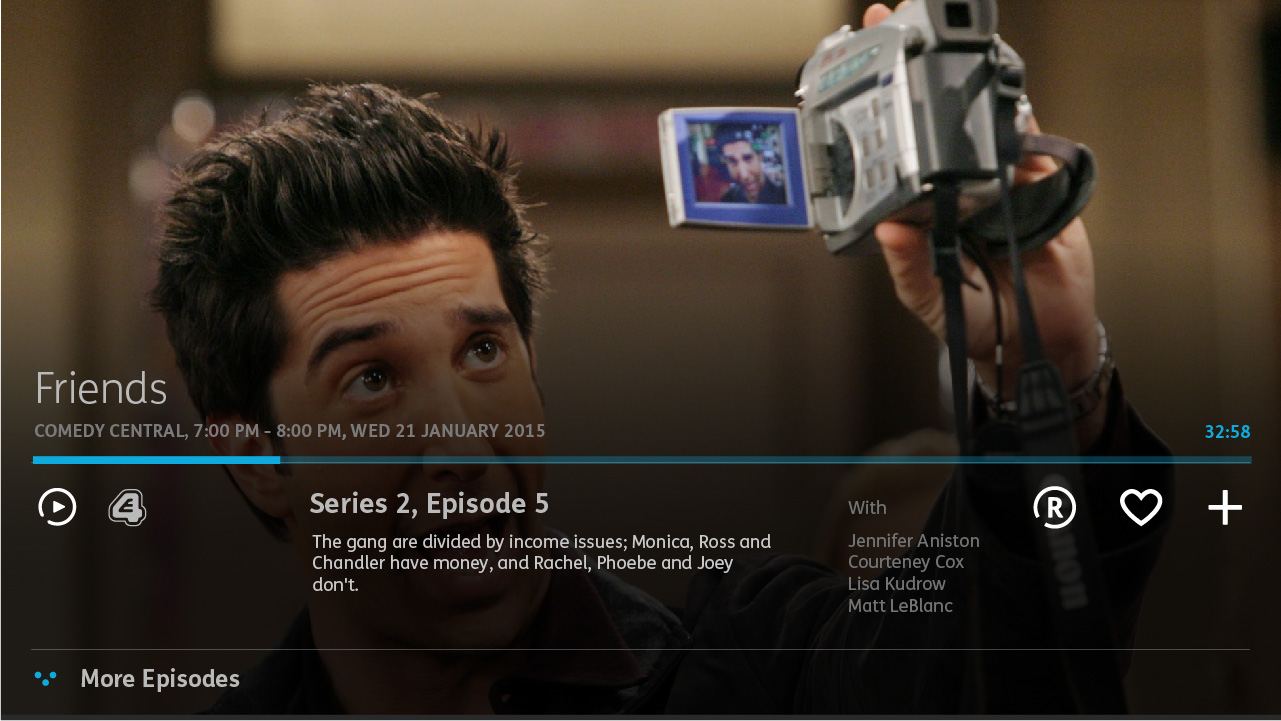 Friends
COMEDY CENTRAL, 7:00 PM – 8:00 PM, WED 21 JANUARY 2015
32:58
Series 2, Episode 5
The gang are divided by income issues; Monica, Ross and
Chandler have money, and Rachel, Phoebe and Joey
don't.
With
Jennifer Aniston
Courteney Cox
Lisa Kudrow
Matt LeBlanc
R
4
More Episodes